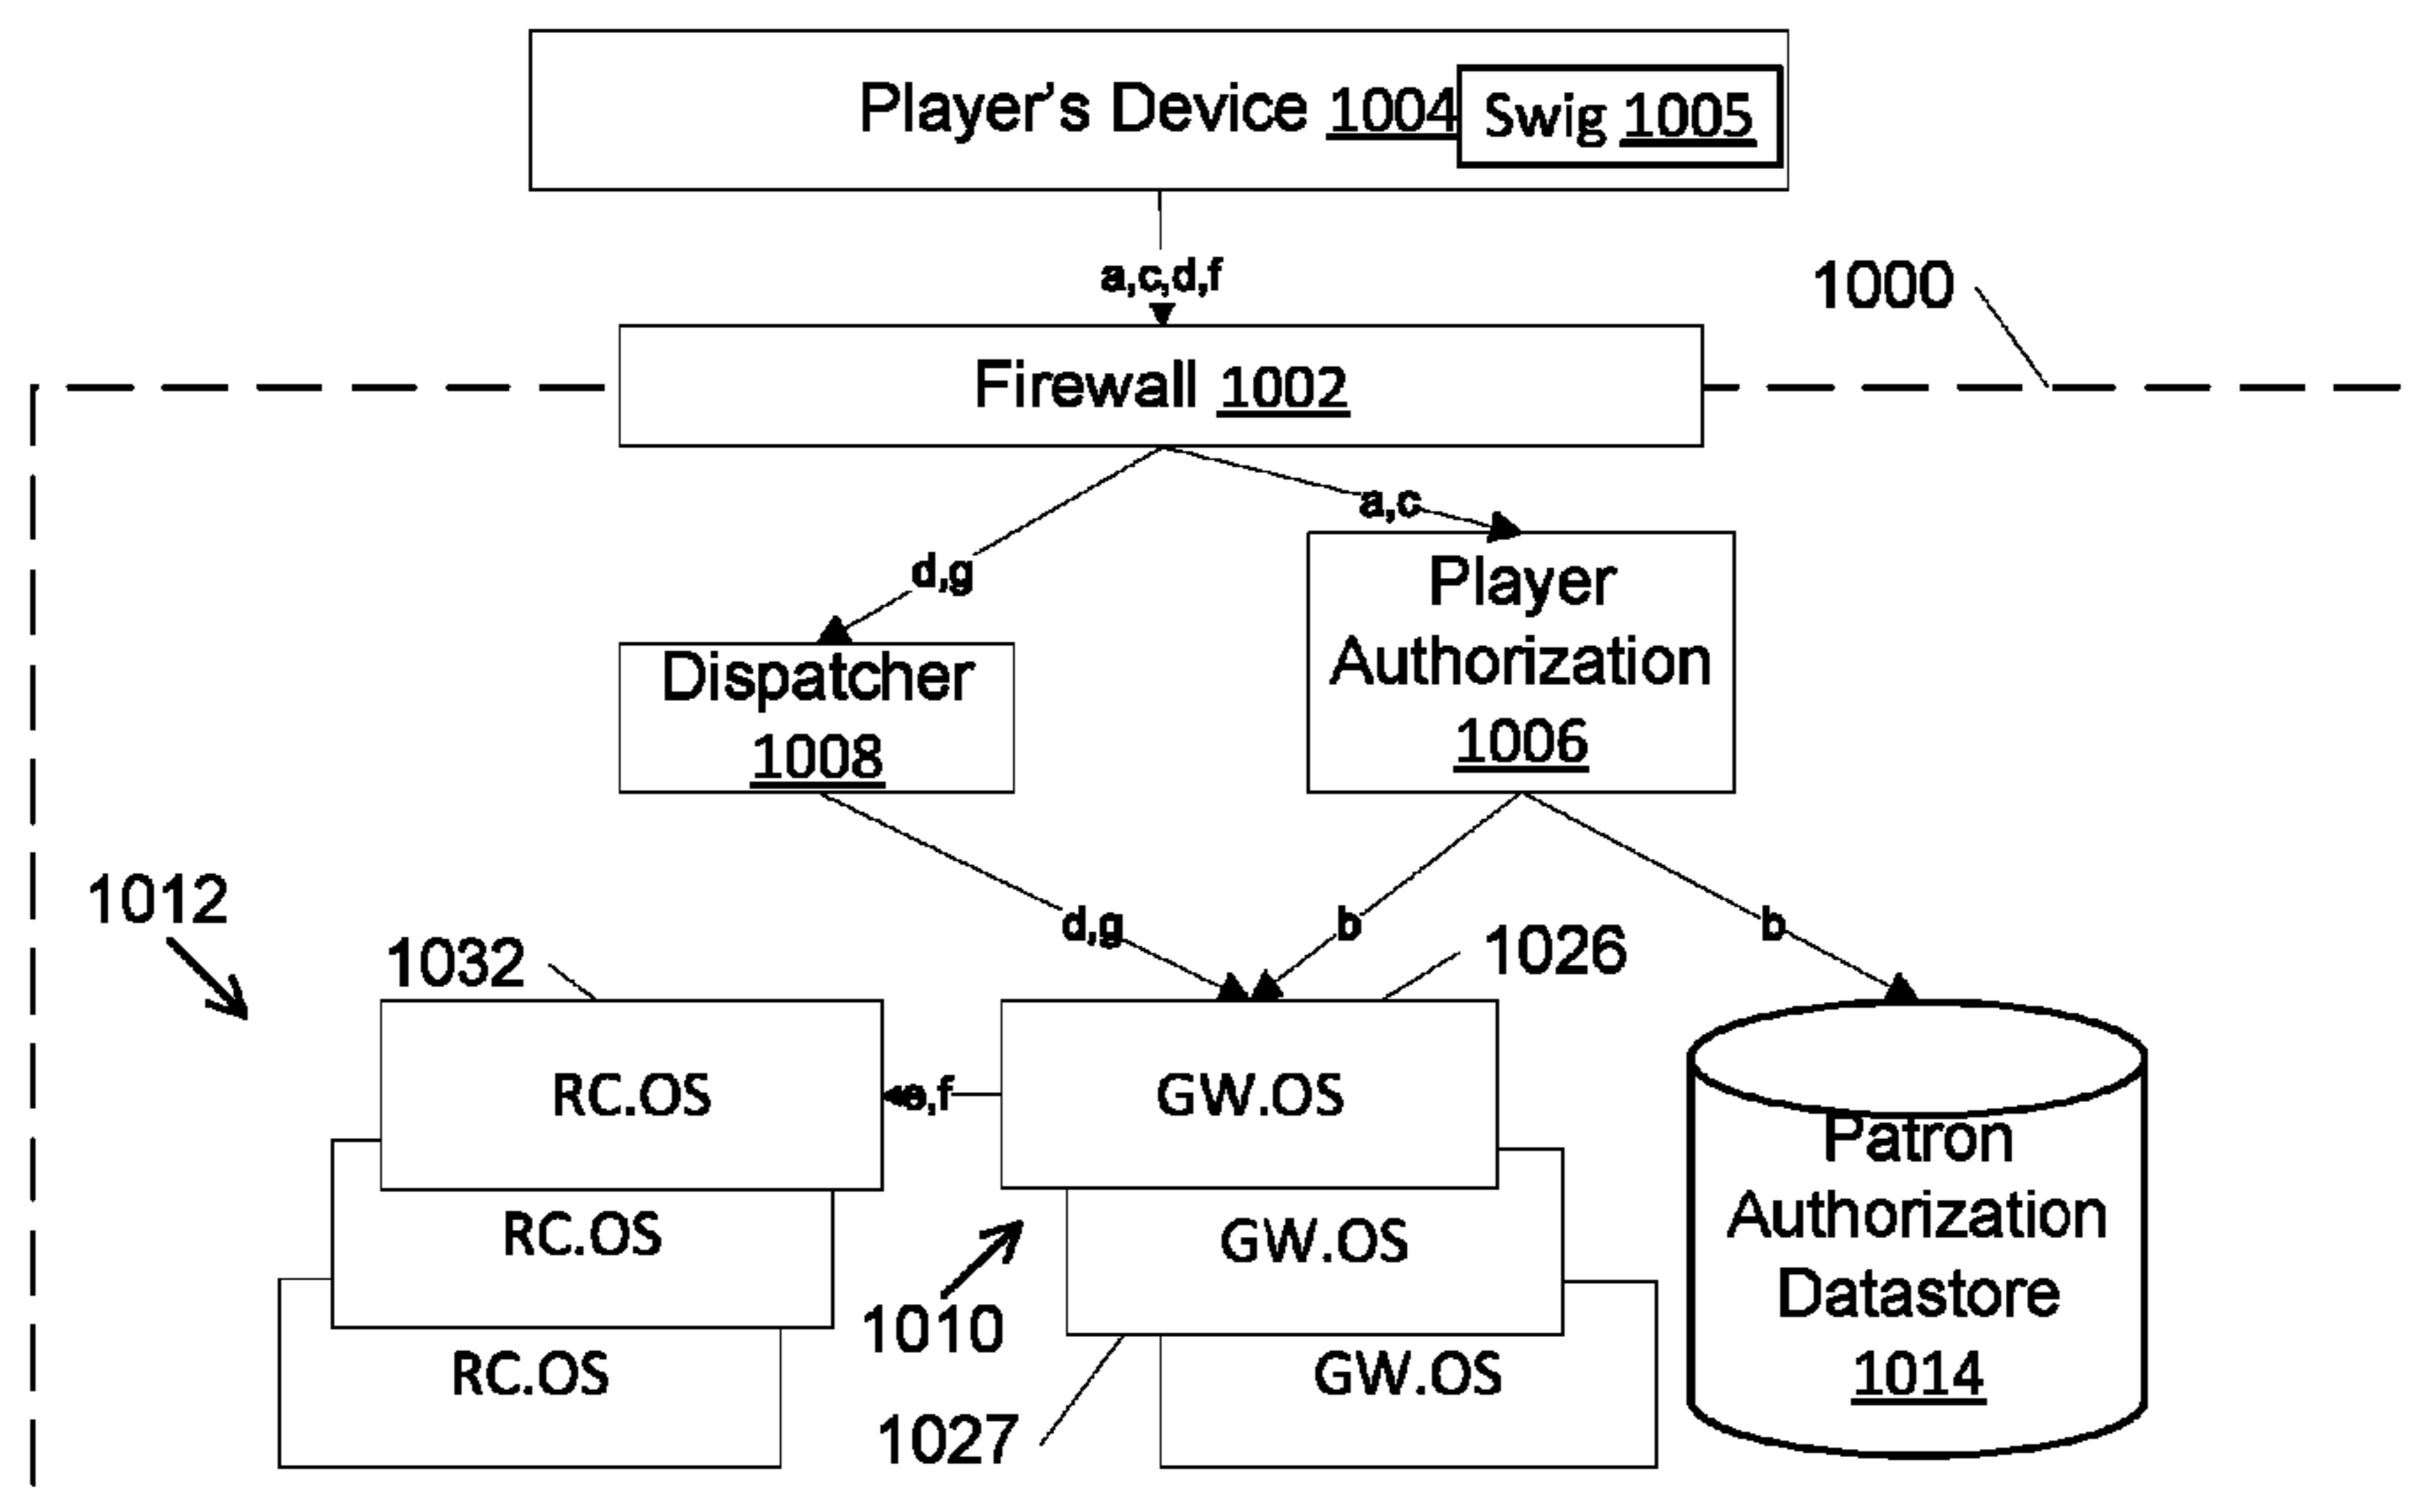 Player's Device 1004
Swig 1005
a,c,d,f
1000
Firewall 1002
a,c
d,g
Player
Authorization
1006
Dispatcher
1008
1012
d,g
b
b
1032
1026
RC.OS
e,f
GW.OS
Patron
Authorization
Datastore
1014
RC.OS
GW.OS
1010
RC.OS
GW.OS
1027